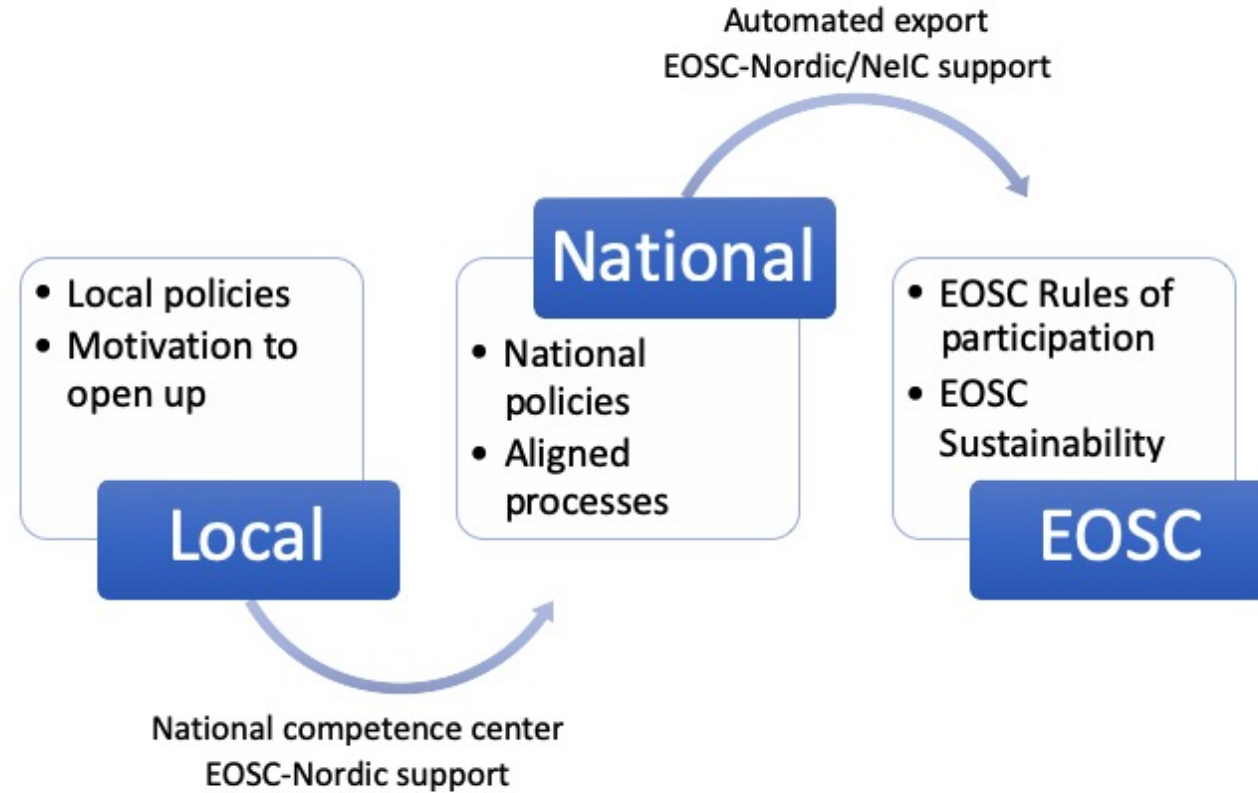 Automated export
EOSC-Nordic/NeIC support
• Local policies
• Motivation to
open up
Local
National competence center
EOSC-Nordic support
National
• National
policies
• Aligned
processes
• EOSC Rules of
participation
• EOSC
Sustainability
EOSC